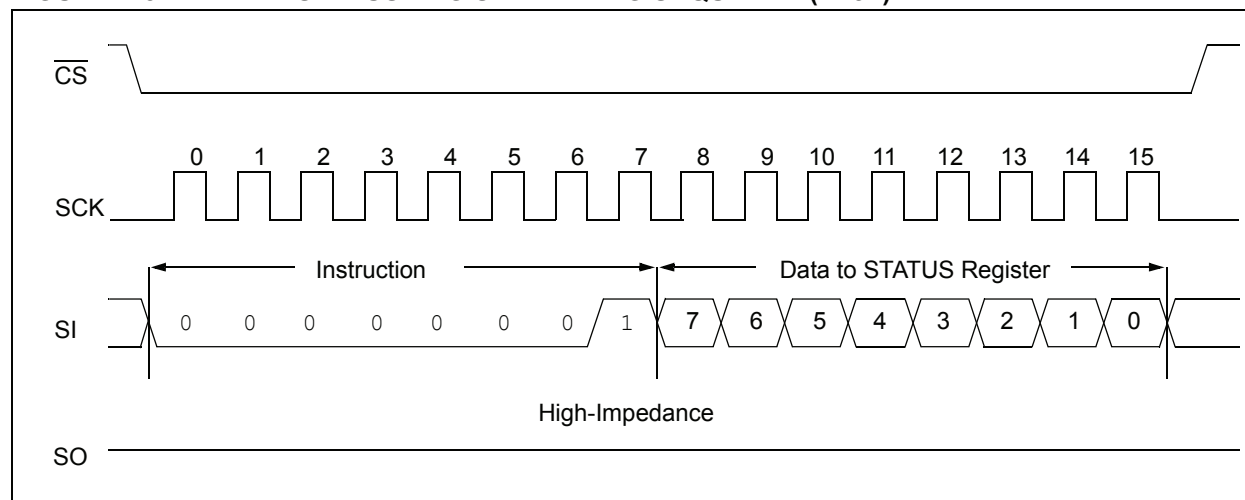 CS
0 1 2 3 4 5 6 7 8 9 10 11 12 13 14 15
SCK
Instruction
Data to STATUS Register
SI
0 0 0 0 0 0 0 1 7 6 5 4 3 2 1 0
High-Impedance
SO